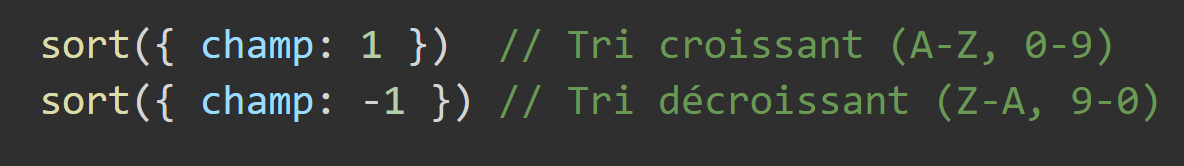 sort({ champ: 1 })  // Tri croissant (A-Z, 0-9)
sort({ champ: -1 }) // Tri décroissant (Z-A, 9-0)